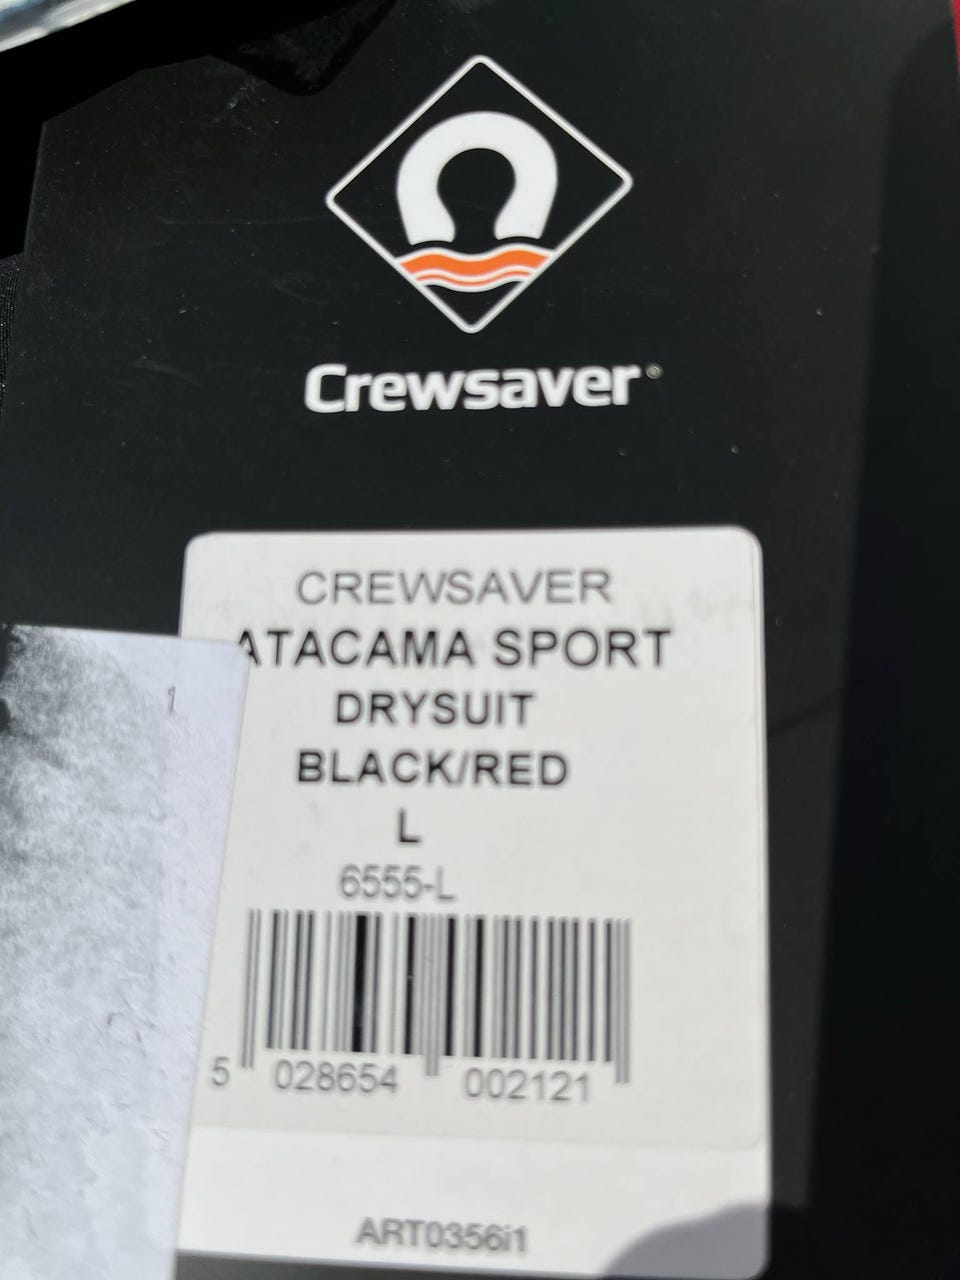 Crewsaver®
CREWSAVER
ATACAMA SPORT
DRYSUIT
BLACK/RED
L
6555-L
5 028654 002121
ART0356i1